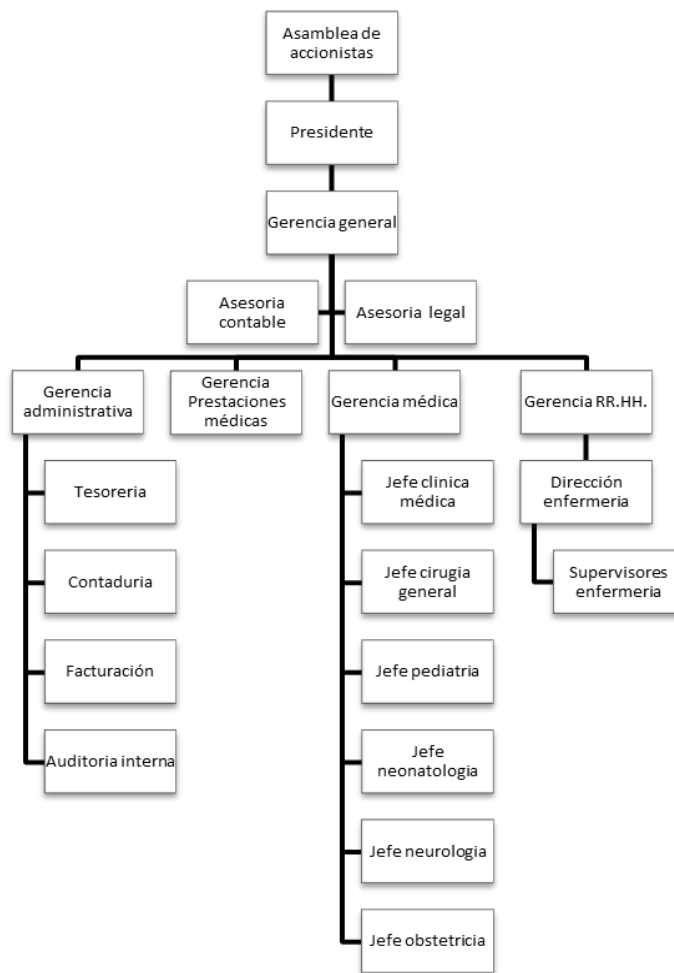 Asamblea de
accionistas
Presidente
Gerencia general
Asesoria
contable
Asesoria legal
Gerencia
administrativa
Gerencia
Prestaciones
médicas
Gerencia médica
Gerencia RR.HH.
Tesoreria
Contaduria
Facturación
Auditoria interna
Jefe clinica
médica
Jefe cirugia
general
Jefe pediatria
Jefe
neonatologia
Jefe neurologia
Jefe obstetricia
Dirección
enfermeria
Supervisores
enfermeria